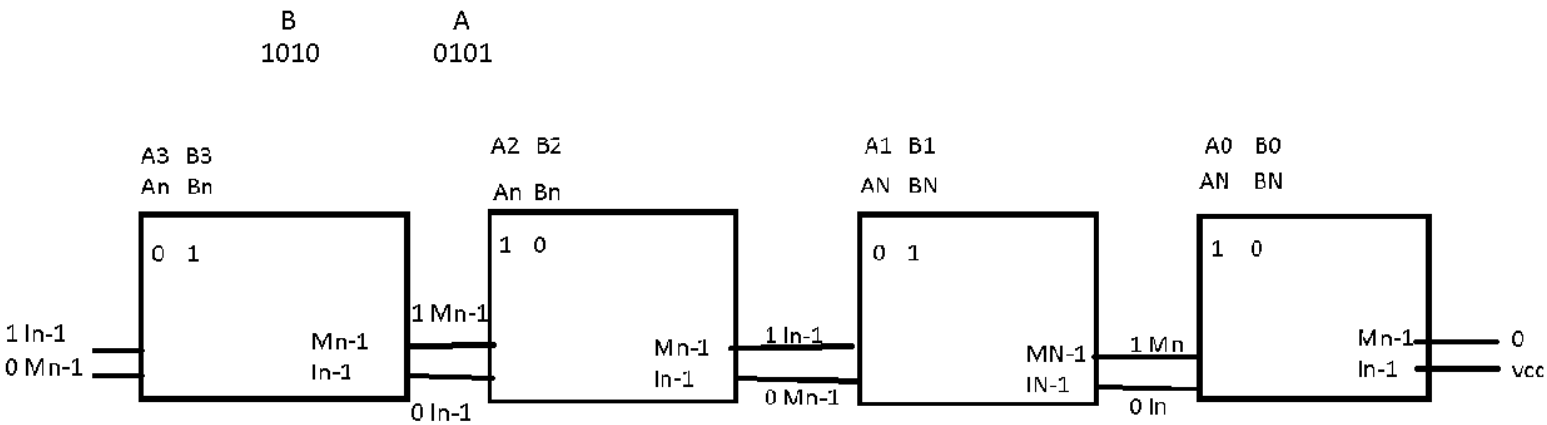 B A
1010 0101
A3 B3
An Bn
A2 B2
An Bn
A1 B1
AN BN
A0 B0
AN BN
0 1
1 0
0 1
1 0
1 In-1
0 Mn-1
Mn-1
In-1
1 Mn-1
0 In-1
Mn-1
In-1
1 In-1
0 Mn-1
MN-1
IN-1
1 Mn
0 In
Mn-1
In-1
0
vcc